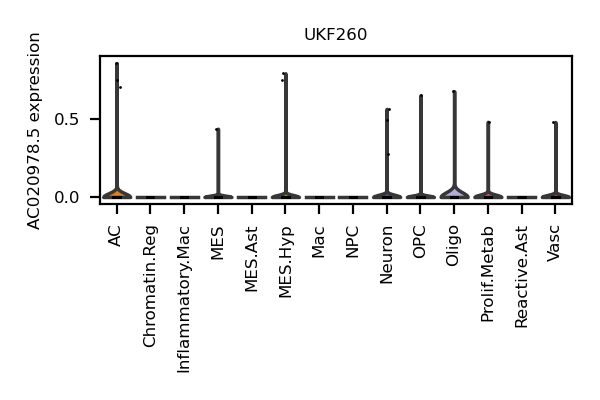 UKF260
AC020978.5 expression
0.5
0.0
AC
Chromatin.Reg
Inflammatory.Mac
MES
MES.Ast
MES.Hyp
Mac
NPC
Neuron
OPC
Oligo
Prolif.Metab
Reactive.Ast
Vasc